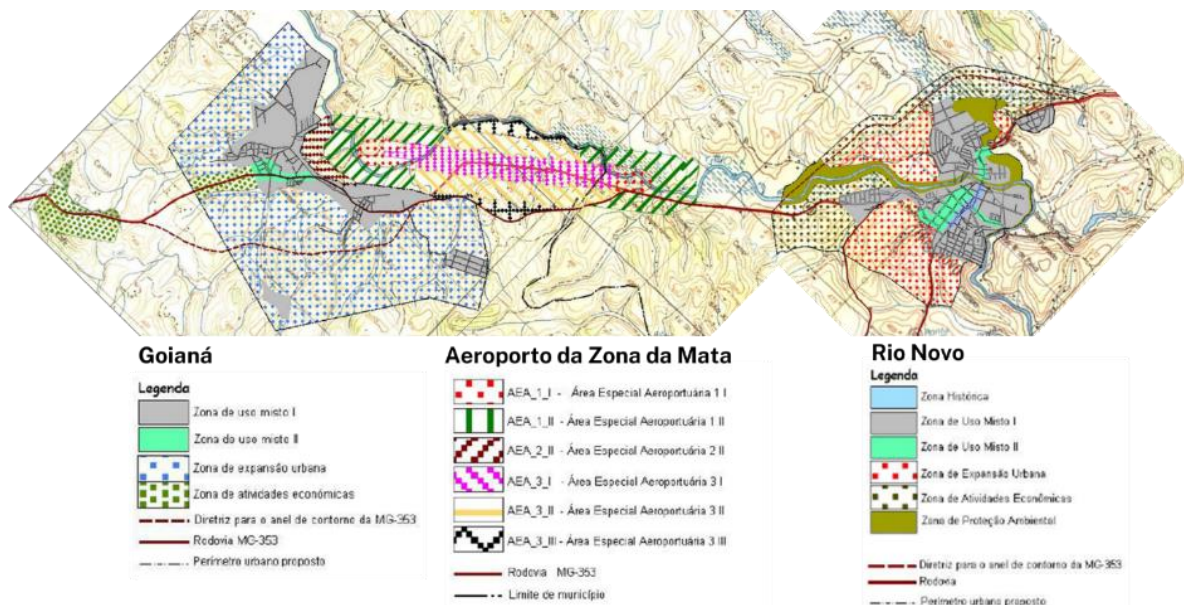 Goianá
Legenda
Zona de uso misto I
Zona do uso misto II
Zona de expansão urbana
Zona de atividades económicas
Diretriz para o anel de contorno da MG-353
Rodovia MG-353
Perímetro urbano proposto
Aeroporto da Zona da Mata
AEA_1_I - Área Especial Aeroportuária 1 I
AEA_1_II - Área Especial Aeroportuária 1 II
AEA_2_II - Área Especial Aeroportuária 2 II
AEA_3_I - Área Especial Aeroportuária 3 I
AEA_3_II - Área Especial Aeroportuária 3 II
AEA_3_III - Área Especial Aeroportuária 3 III
Rodovia MG-353
Limite de município
Rio Novo
Legenda
Zona Histórica
Zona de Uso Misto I
Zona de Uso Misto II
Zona de Expansão Urbana
Zona de Atividades Econômicas
Zona de Proteção Ambiental
Diretriz para o anel de contorno da MG-353
Rodovia
Perímetro urbano proposto